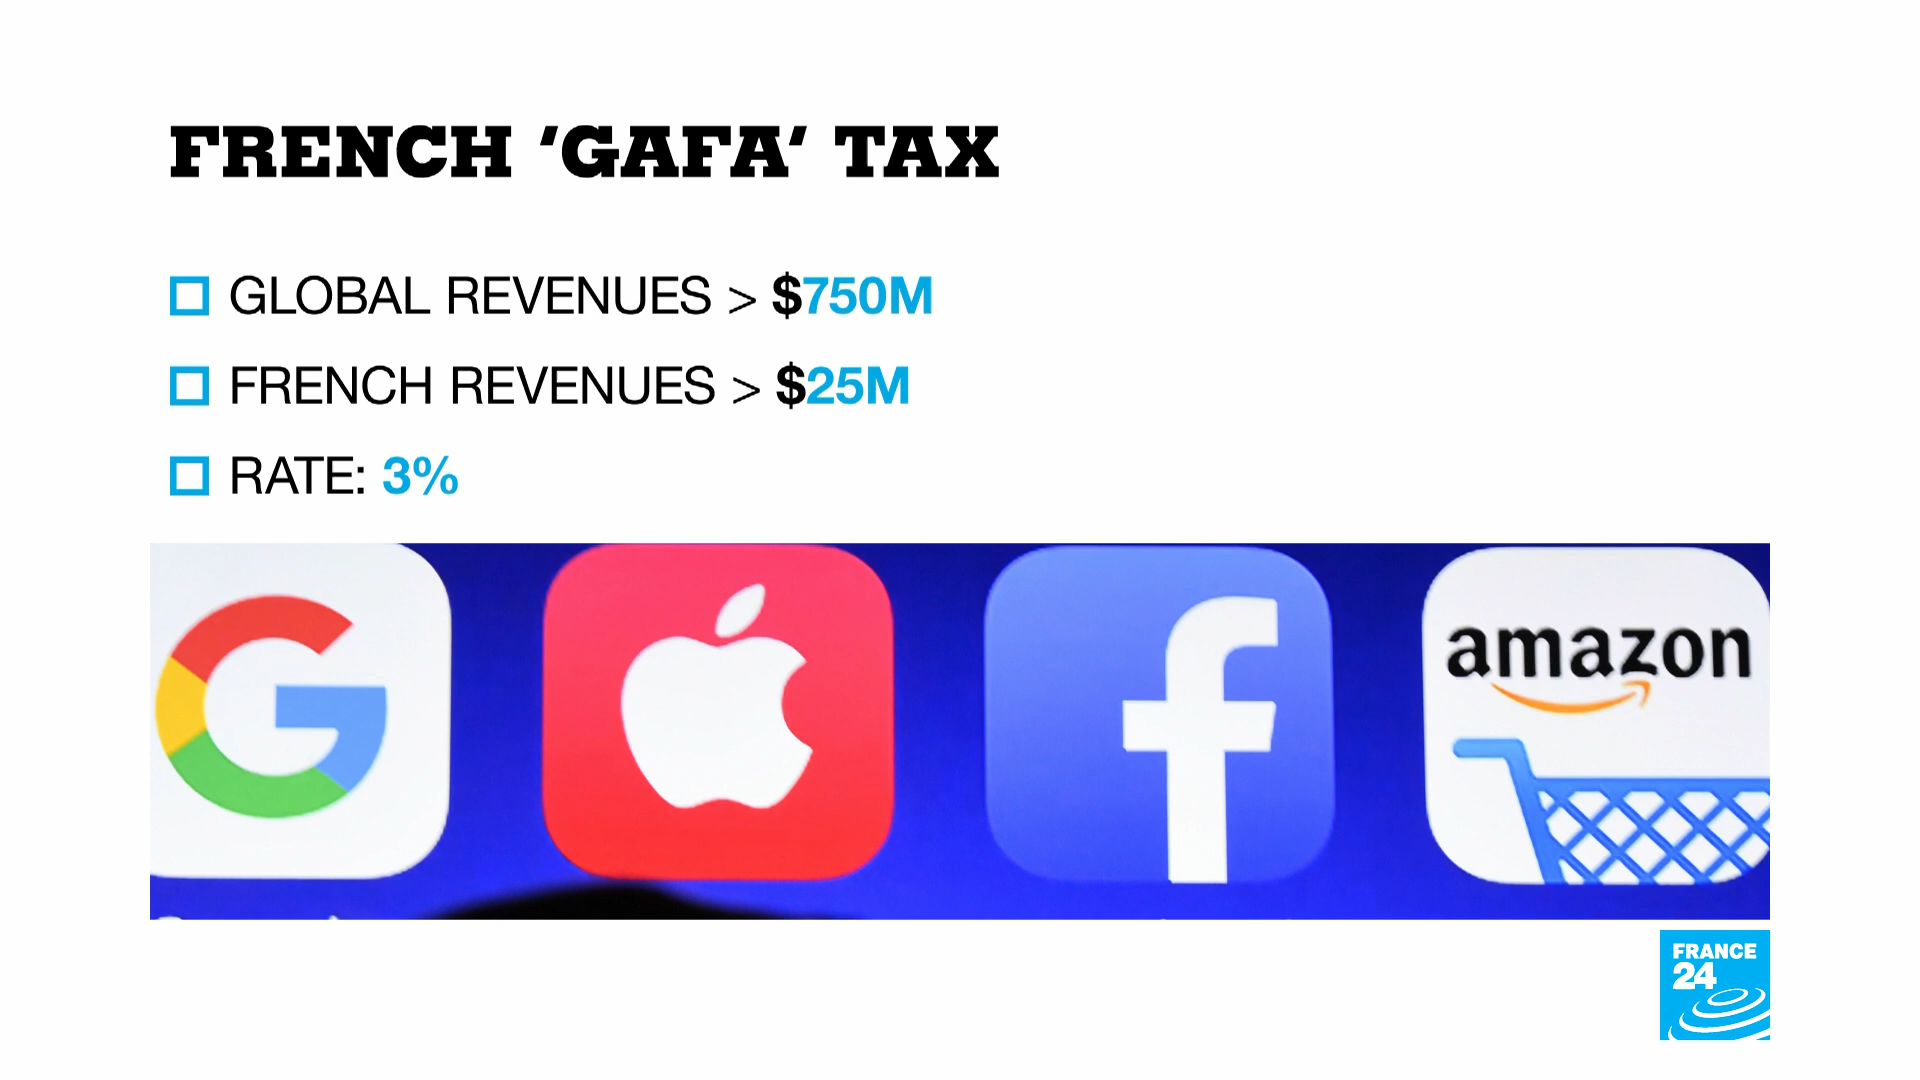 FRENCH ‘GAFA‘ TAX
GLOBAL REVENUES > $750M
FRENCH REVENUES > $25M
RATE: 3%
amazon
FRANCE
24